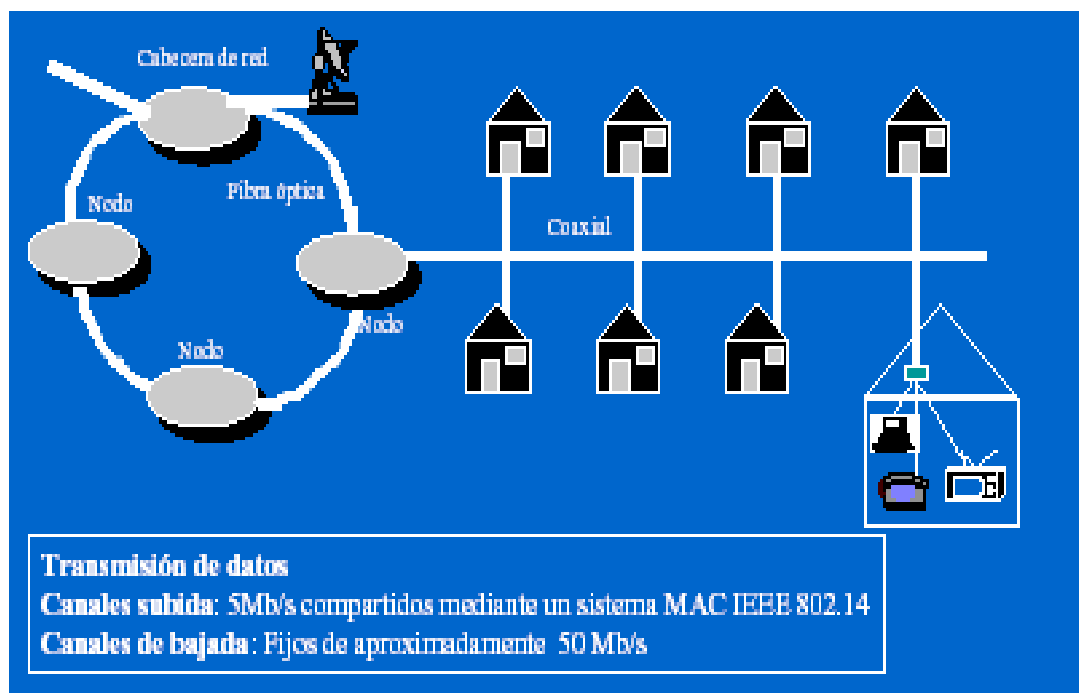 Cabecera de red
Nodo
Fibra óptica
Coaxial
Nodo
Nodo
Transmisión de datos
Canales subida: 5Mb/s compartidos mediante un sistema MAC IEEE 802.14
Canales de bajada: Fijos de aproximadamente 50 Mb/s